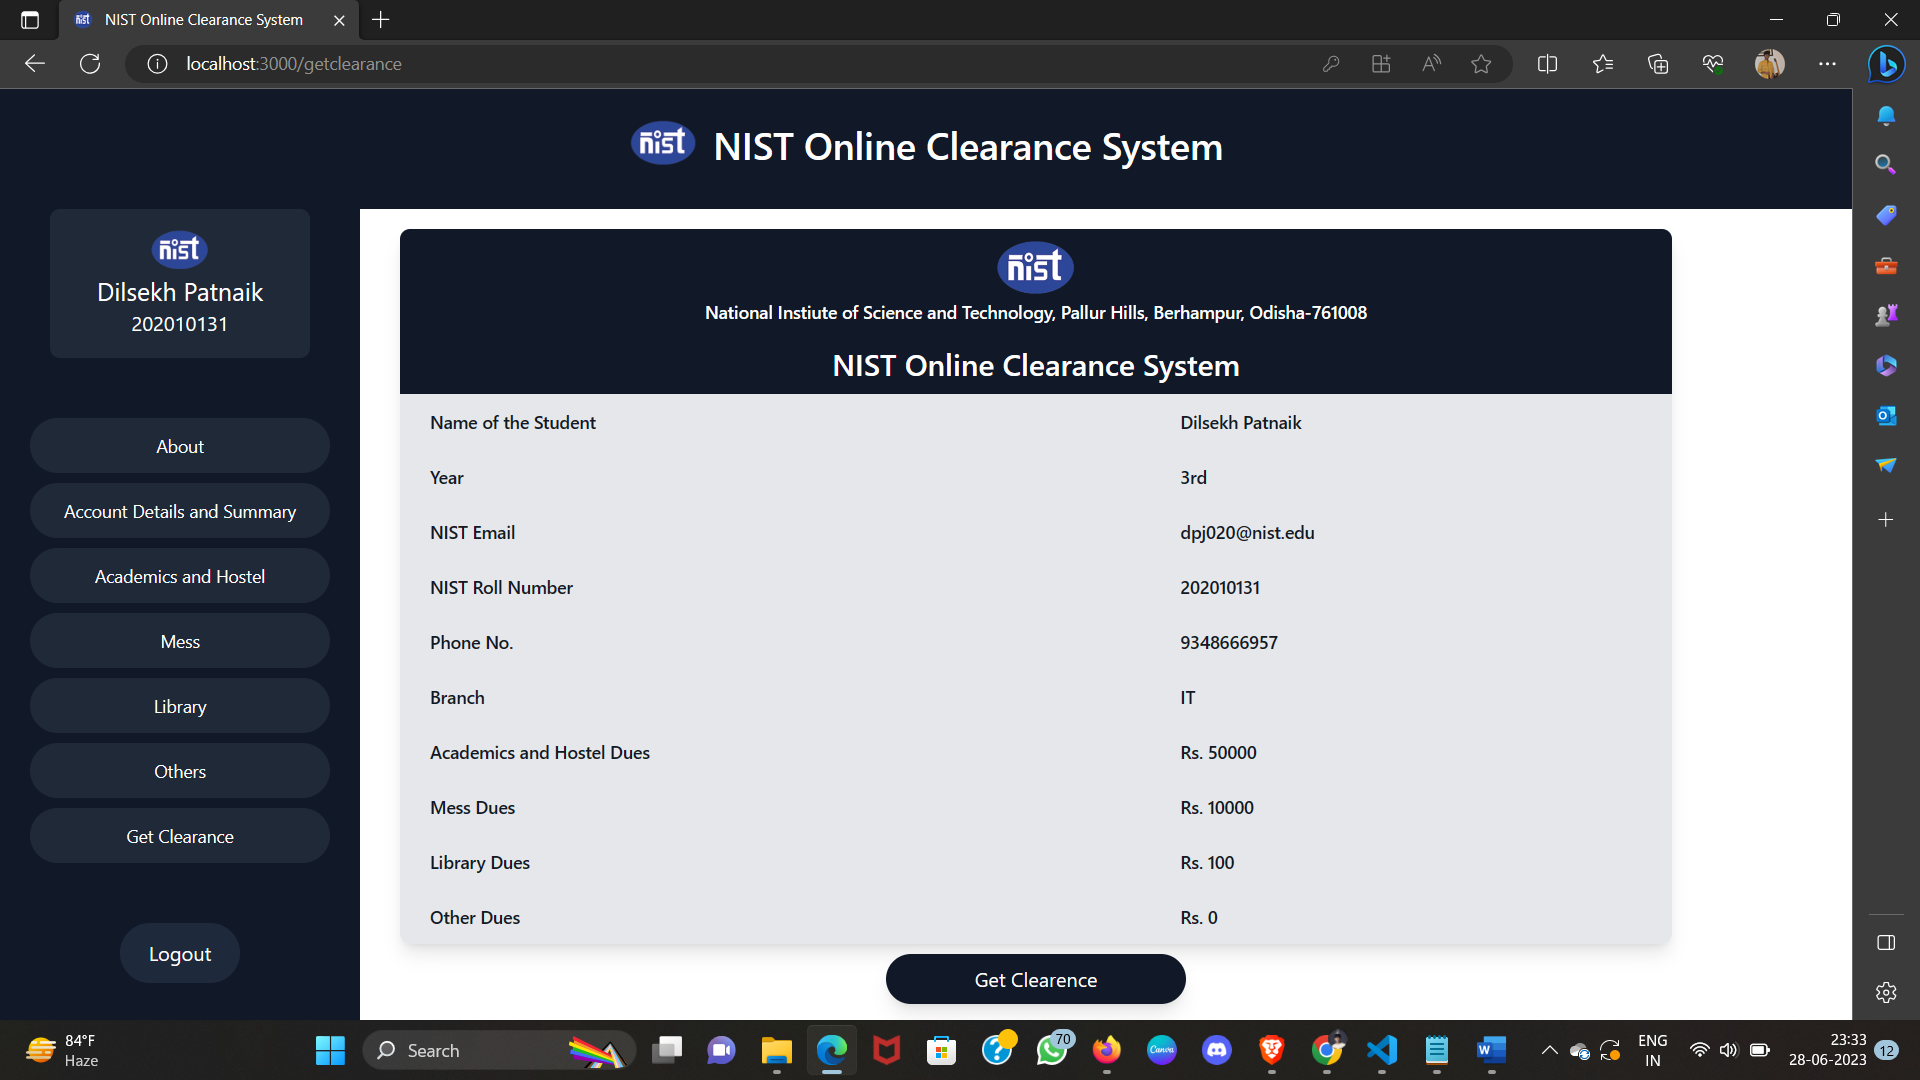 NIST Online Clearance System
localhost:3000/getclearance
nist NIST Online Clearance System
nist
Dilsekh Patnaik
202010131
About
Account Details and Summary
Academics and Hostel
Mess
Library
Others
Get Clearance
Logout
nist
National Instiute of Science and Technology, Pallur Hills, Berhampur, Odisha-761008
NIST Online Clearance System
Name of the Student Dilsekh Patnaik
Year 3rd
NIST Email dpj020@nist.edu
NIST Roll Number 202010131
Phone No. 9348666957
Branch IT
Academics and Hostel Dues Rs. 50000
Mess Dues Rs. 10000
Library Dues Rs. 100
Other Dues Rs. 0
Get Clearence
84°F
Haze
Search
70
Canva
ENG
IN
23:33
28-06-2023
12